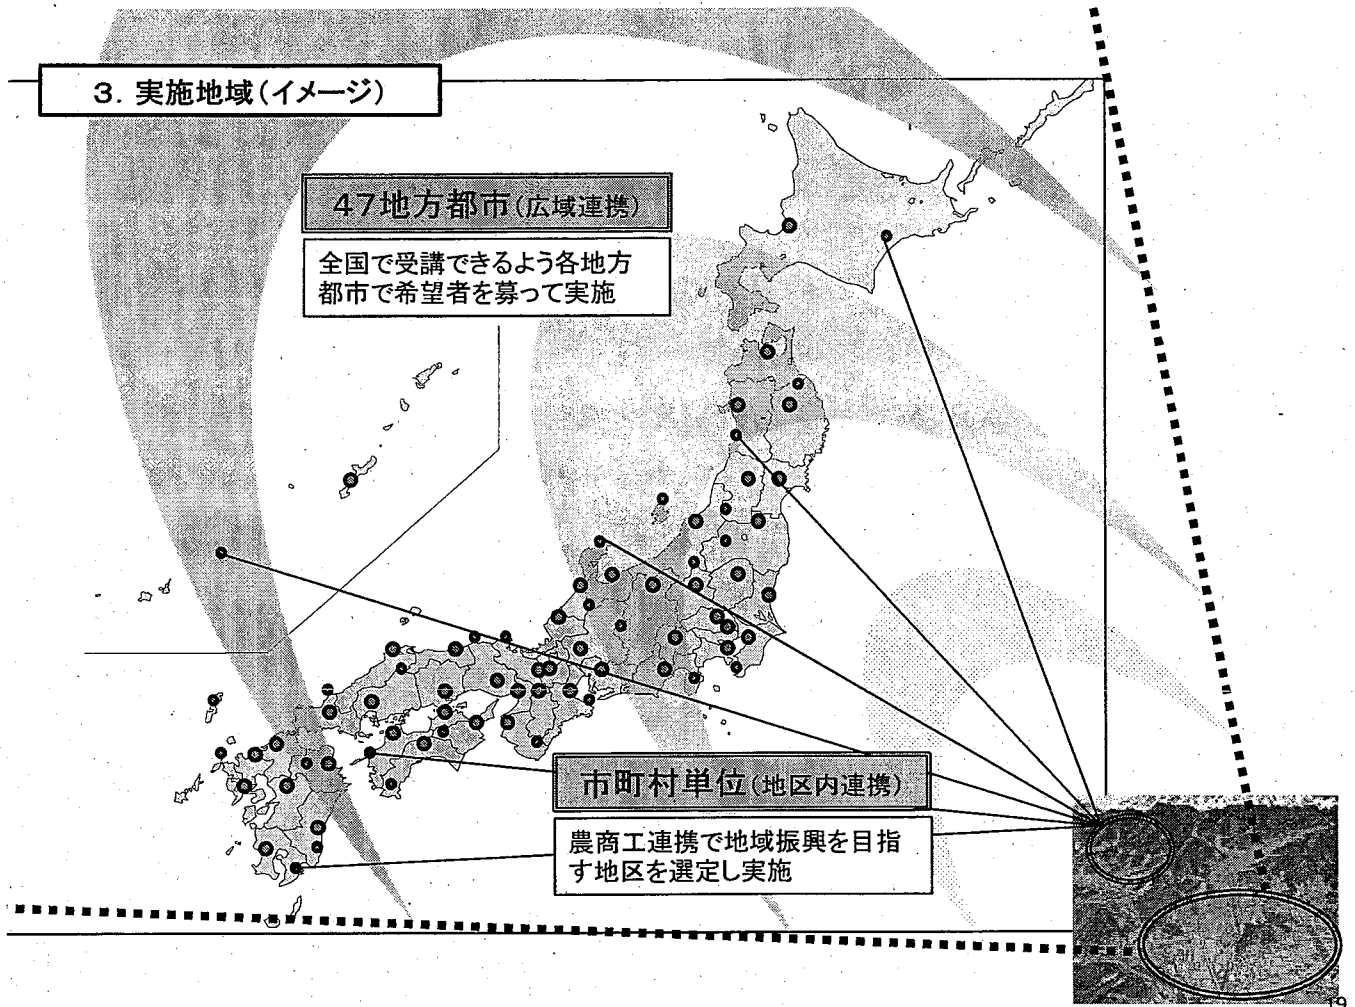 3. 実施地域(イメージ)
47地方都市(広域連携)
全国で受講できるよう各地方
都市で希望者を募って実施
市町村単位(地区内連携)
農商工連携で地域振興を目指
す地区を選定し実施
19